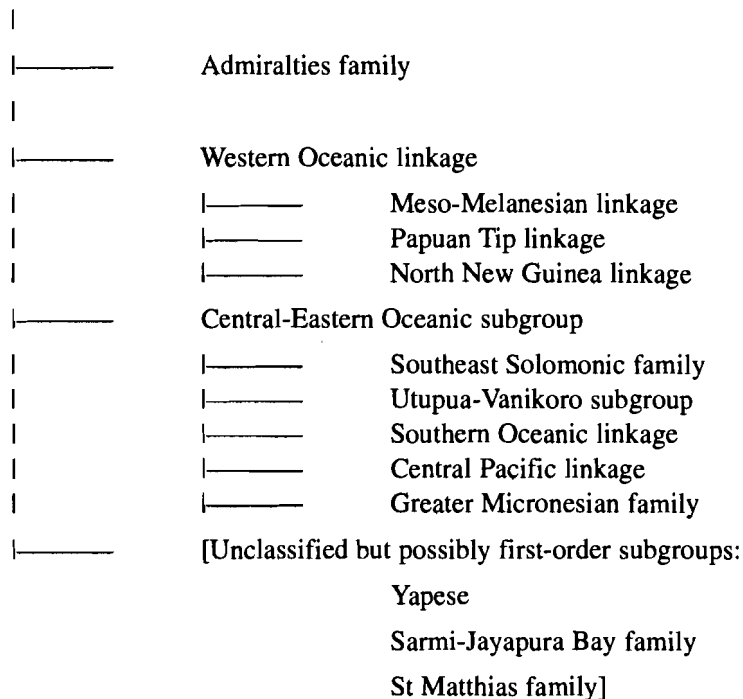 Admiralties family
Western Oceanic linkage
Meso-Melanesian linkage
Papuan Tip linkage
North New Guinea linkage
Central-Eastern Oceanic subgroup
Southeast Solomonic family
Utupua-Vanikoro subgroup
Southern Oceanic linkage
Central Pacific linkage
Greater Micronesian family
[Unclassified but possibly first-order subgroups:
Yapese
Sarmi-Jayapura Bay family
St Matthias family]